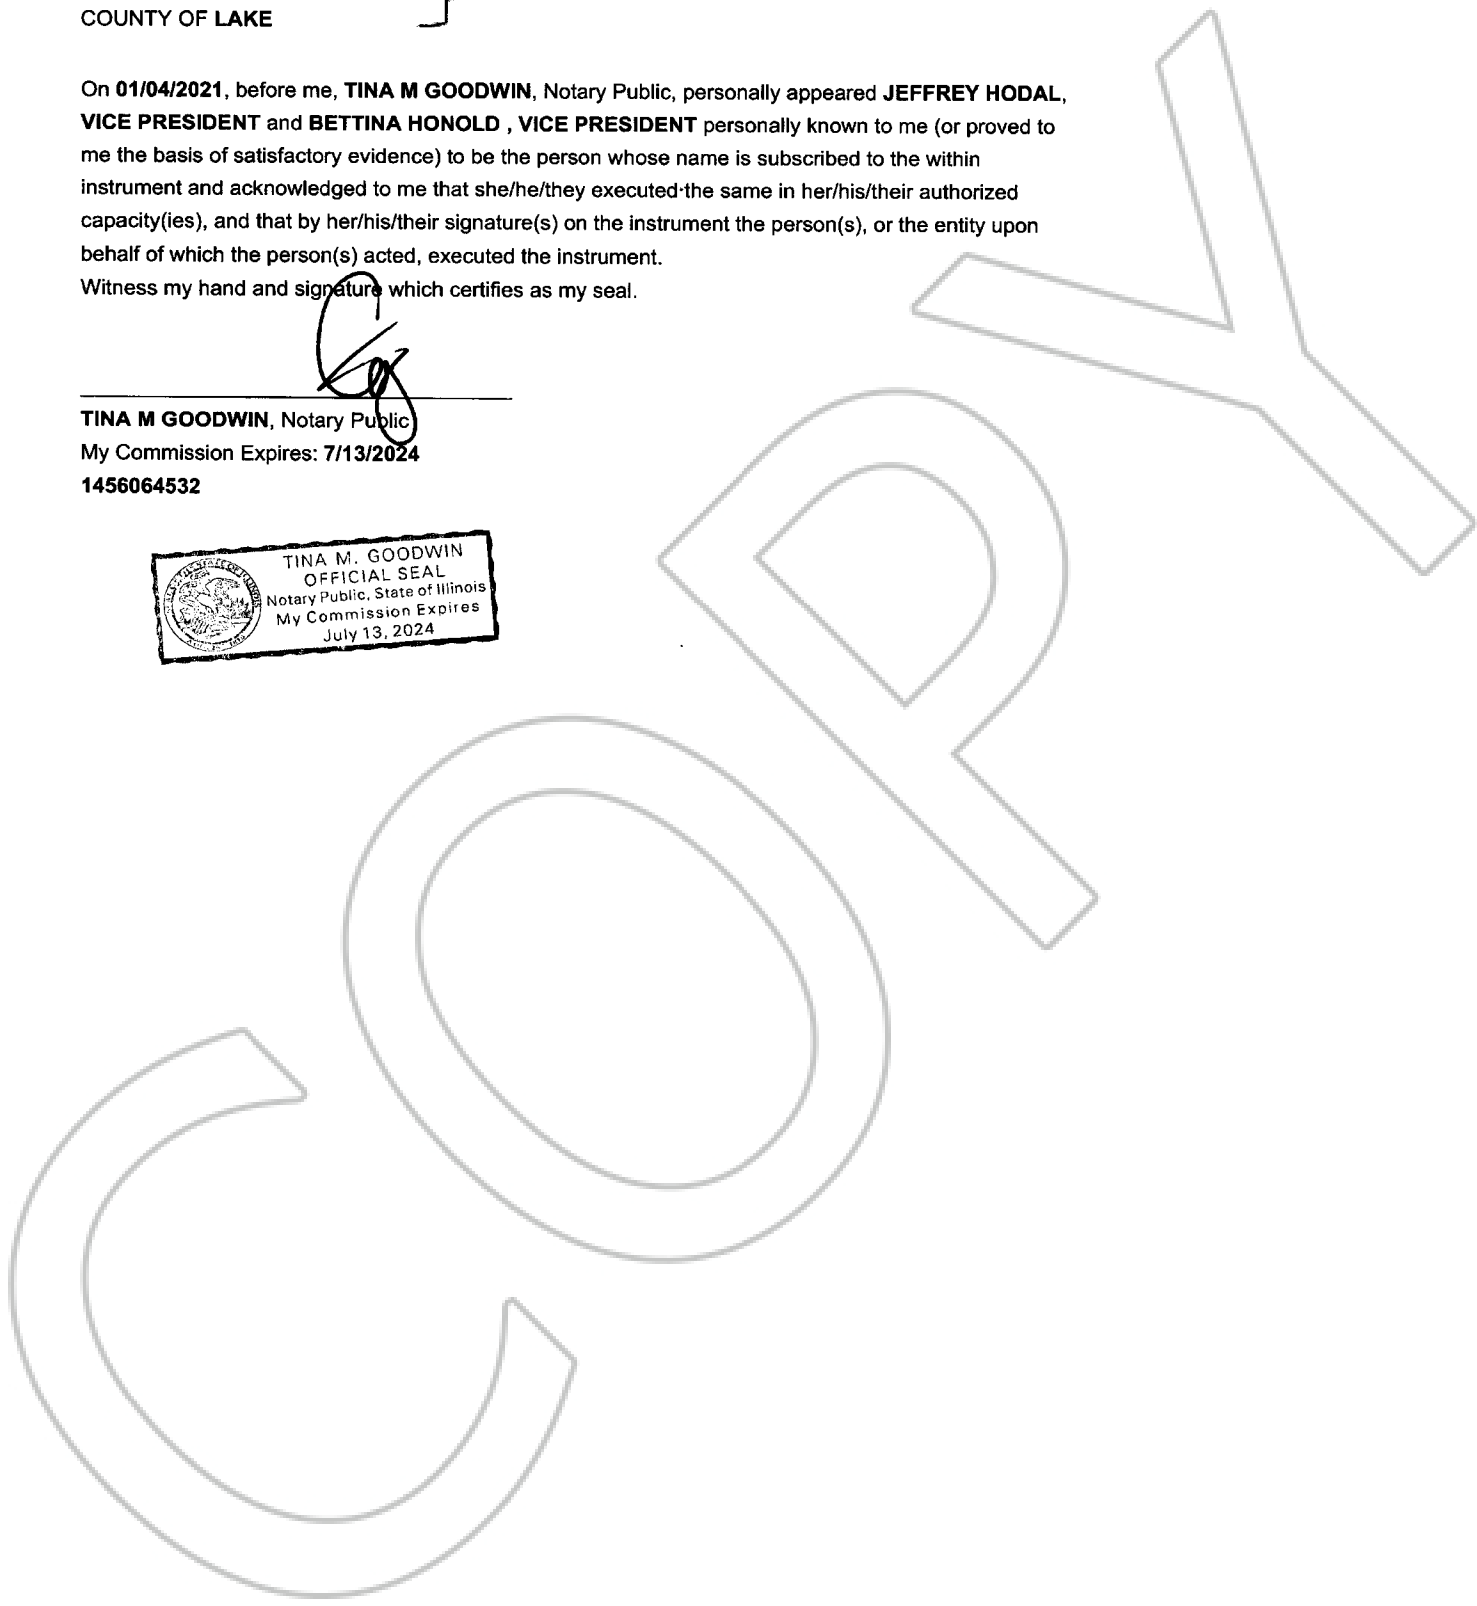 COUNTY OF LAKE
On 01/04/2021, before me, TINA M GOODWIN, Notary Public, personally appeared JEFFREY HODAL,
VICE PRESIDENT and BETTINA HONOLD , VICE PRESIDENT personally known to me (or proved to
me the basis of satisfactory evidence) to be the person whose name is subscribed to the within
instrument and acknowledged to me that she/he/they executed the same in her/his/their authorized
capacity(ies), and that by her/his/their signature(s) on the instrument the person(s), or the entity upon
behalf of which the person(s) acted, executed the instrument.
Witness my hand and signature which certifies as my seal.
TINA M GOODWIN, Notary Public
My Commission Expires: 7/13/2024
1456064532
TINA M. GOODWIN
OFFICIAL SEAL
Notary Public, State of Illinois
My Commission Expires
July 13, 2024
COPY